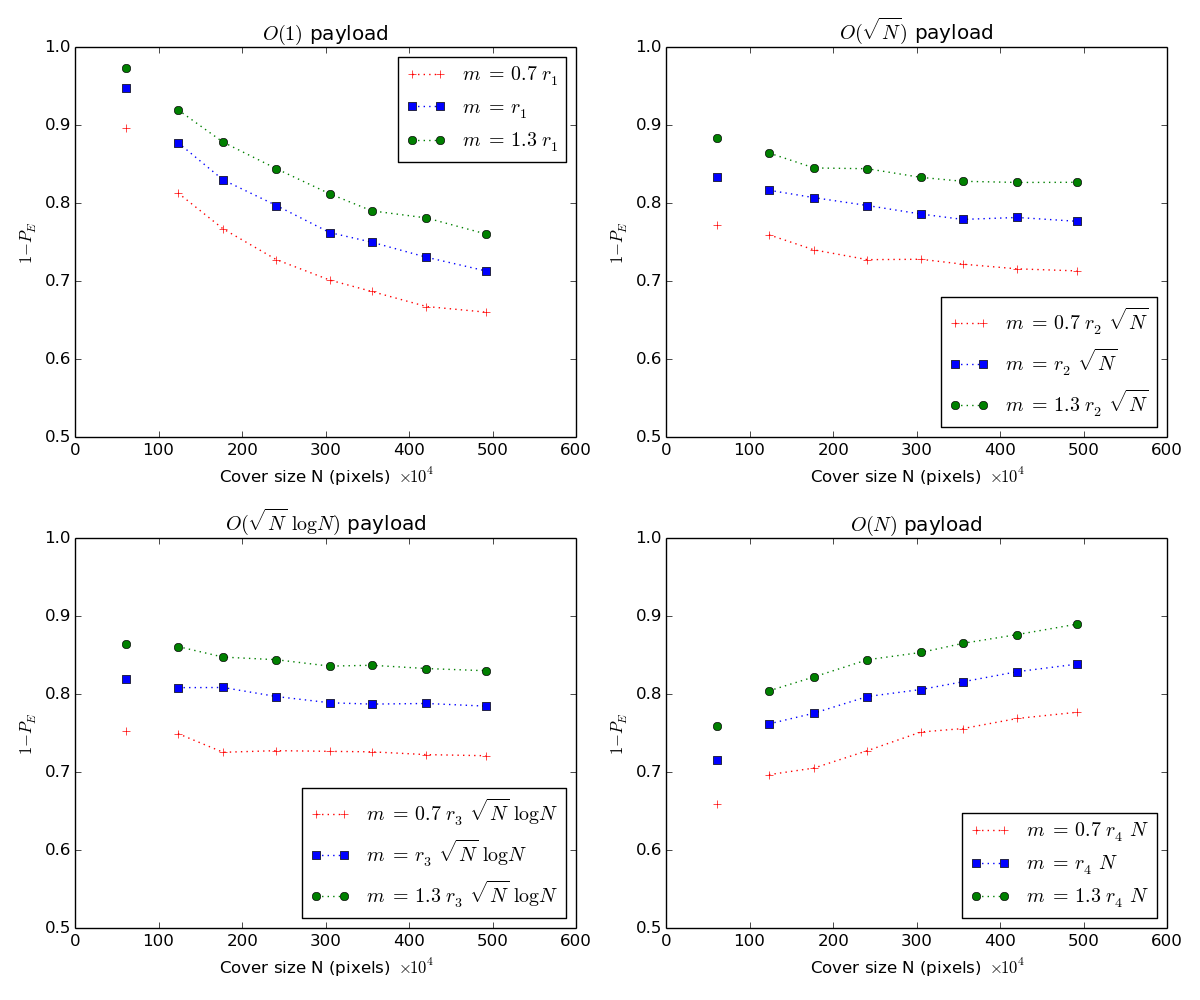 O(1) payload
1.0
0.9
0.8
0.7
0.6
0.5
1−P_E
m = 0.7 r_1
m = r_1
m = 1.3 r_1
0 100 200 300 400 500 600
Cover size N (pixels) ×10^4
O(√N) payload
1.0
0.9
0.8
0.7
0.6
0.5
1−P_E
m = 0.7 r_2 √N
m = r_2 √N
m = 1.3 r_2 √N
0 100 200 300 400 500 600
Cover size N (pixels) ×10^4
O(√N logN) payload
1.0
0.9
0.8
0.7
0.6
0.5
1−P_E
m = 0.7 r_3 √N logN
m = r_3 √N logN
m = 1.3 r_3 √N logN
0 100 200 300 400 500 600
Cover size N (pixels) ×10^4
O(N) payload
1.0
0.9
0.8
0.7
0.6
0.5
1−P_E
m = 0.7 r_4 N
m = r_4 N
m = 1.3 r_4 N
0 100 200 300 400 500 600
Cover size N (pixels) ×10^4